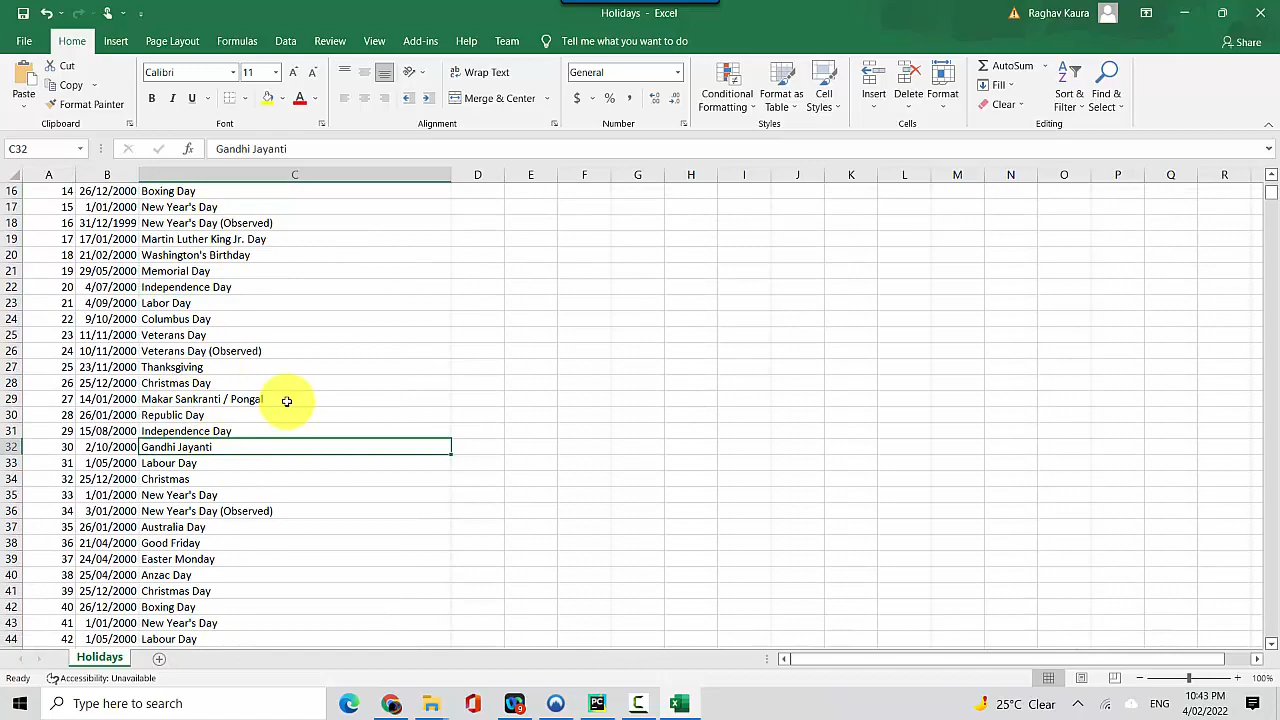 Holidays - Excel
Raghav Kaura
File Home Insert Page Layout Formulas Data Review View Add-ins Help Team Tell me what you want to do Share
Paste Cut Copy Format Painter Clipboard
Calibri 11 B I U A Font
Wrap Text Merge & Center Alignment
General $ % , Number
Conditional Formatting Format as Table Cell Styles Styles
Insert Delete Format Cells
AutoSum Fill Clear Sort & Filter Find & Select Editing
C32 fx Gandhi Jayanti
A B C D E F G H I J K L M N O P Q R
16 14 26/12/2000 Boxing Day
17 15 1/01/2000 New Year's Day
18 16 31/12/1999 New Year's Day (Observed)
19 17 17/01/2000 Martin Luther King Jr. Day
20 18 21/02/2000 Washington's Birthday
21 19 29/05/2000 Memorial Day
22 20 4/07/2000 Independence Day
23 21 4/09/2000 Labor Day
24 22 9/10/2000 Columbus Day
25 23 11/11/2000 Veterans Day
26 24 10/11/2000 Veterans Day (Observed)
27 25 23/11/2000 Thanksgiving
28 26 25/12/2000 Christmas Day
29 27 14/01/2000 Makar Sankranti / Pongal
30 28 26/01/2000 Republic Day
31 29 15/08/2000 Independence Day
32 30 2/10/2000 Gandhi Jayanti
33 31 1/05/2000 Labour Day
34 32 25/12/2000 Christmas
35 33 1/01/2000 New Year's Day
36 34 3/01/2000 New Year's Day (Observed)
37 35 26/01/2000 Australia Day
38 36 21/04/2000 Good Friday
39 37 24/04/2000 Easter Monday
40 38 25/04/2000 Anzac Day
41 39 25/12/2000 Christmas Day
42 40 26/12/2000 Boxing Day
43 41 1/01/2000 New Year's Day
44 42 1/05/2000 Labour Day
Holidays
Ready Accessibility: Unavailable 100%
Type here to search 9 PC C 25°C Clear ENG 10:43 PM
4/02/2022